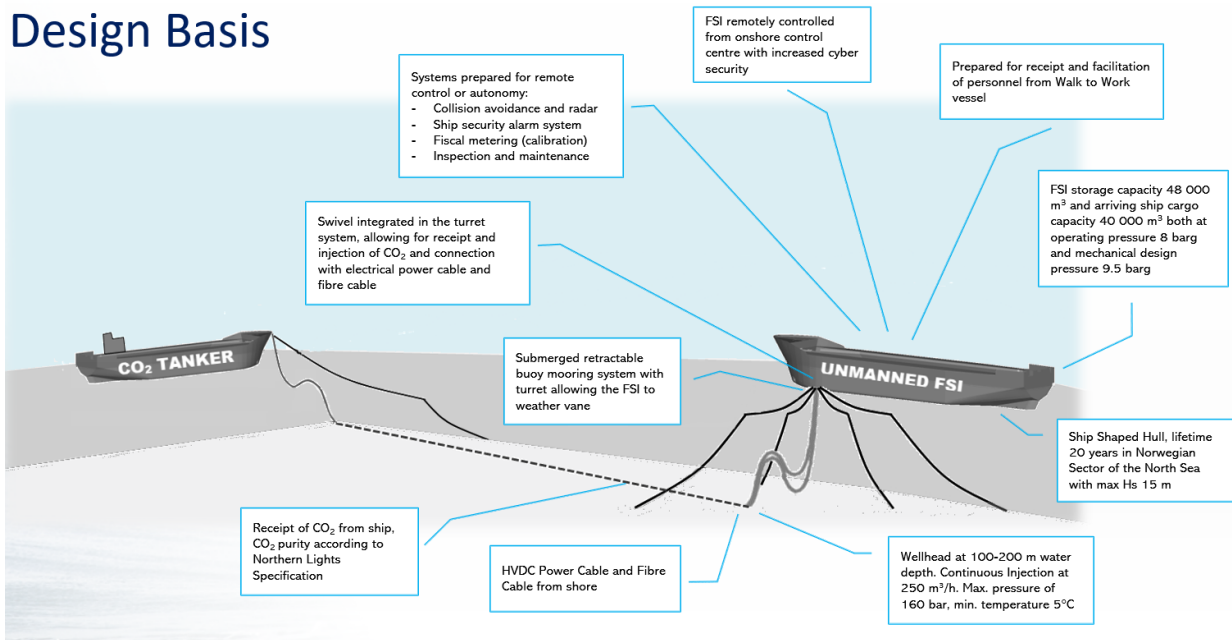 Design Basis
FSI remotely controlled
from onshore control
centre with increased cyber
security
Prepared for receipt and facilitation
of personnel from Walk to Work
vessel
Systems prepared for remote
control or autonomy:
- Collision avoidance and radar
- Ship security alarm system
- Fiscal metering (calibration)
- Inspection and maintenance
FSI storage capacity 48 000
m³ and arriving ship cargo
capacity 40 000 m³ both at
operating pressure 8 barg
and mechanical design
pressure 9.5 barg
Swivel integrated in the turret
system, allowing for receipt and
injection of CO₂ and connection
with electrical power cable and
fibre cable
CO₂ TANKER
Submerged retractable
buoy mooring system with
turret allowing the FSI to
weather vane
UNMANNED FSI
Ship Shaped Hull, lifetime
20 years in Norwegian
Sector of the North Sea
with max Hs 15 m
Receipt of CO₂ from ship,
CO₂ purity according to
Northern Lights
Specification
HVDC Power Cable and Fibre
Cable from shore
Wellhead at 100-200 m water
depth. Continuous Injection at
250 m³/h. Max. pressure of
160 bar, min. temperature 5°C